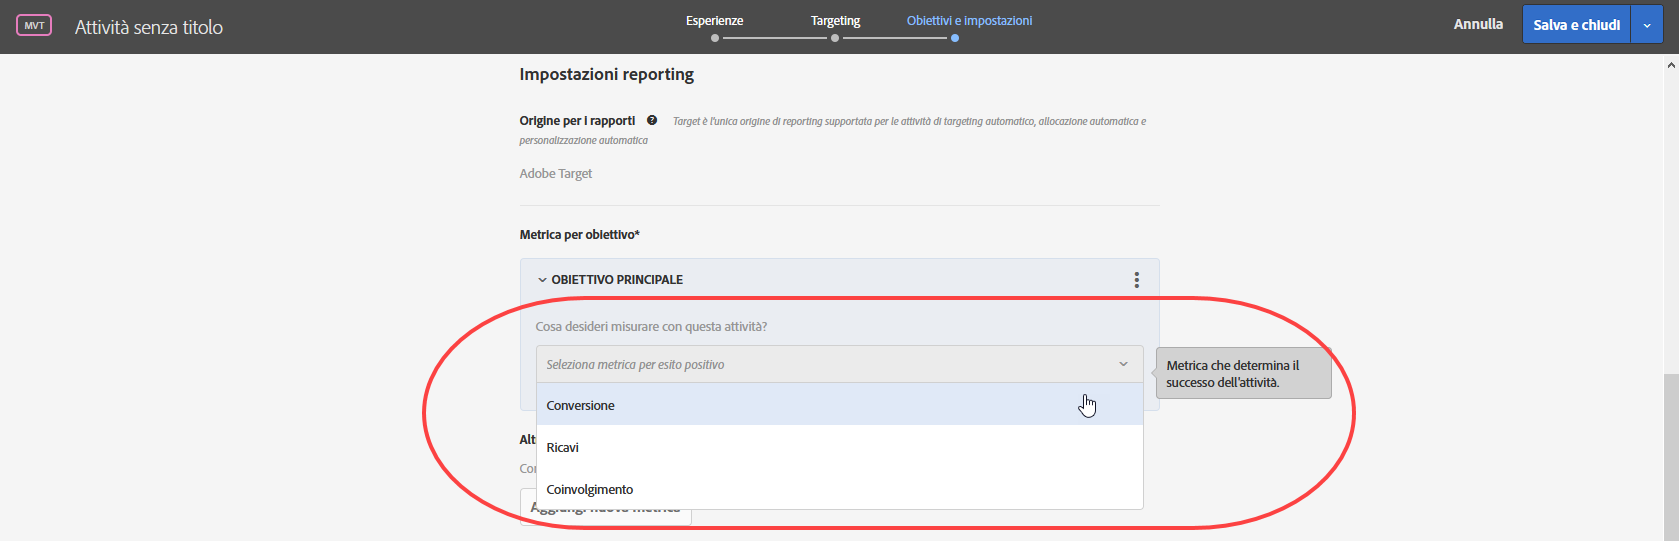 MVT
Attività senza titolo
Esperienze
Targeting
Obiettivi e impostazioni
Annulla
Salva e chiudi
Impostazioni reporting
Origine per i rapporti ? Target è l'unica origine di reporting supportata per le attività di targeting automatico, allocazione automatica e
personalizzazione automatica
Adobe Target
Metrica per obiettivo*
OBIETTIVO PRINCIPALE
Cosa desideri misurare con questa attività?
Seleziona metrica per esito positivo
Metrica che determina il
successo dell'attività.
Conversione
Ricavi
Coinvolgimento